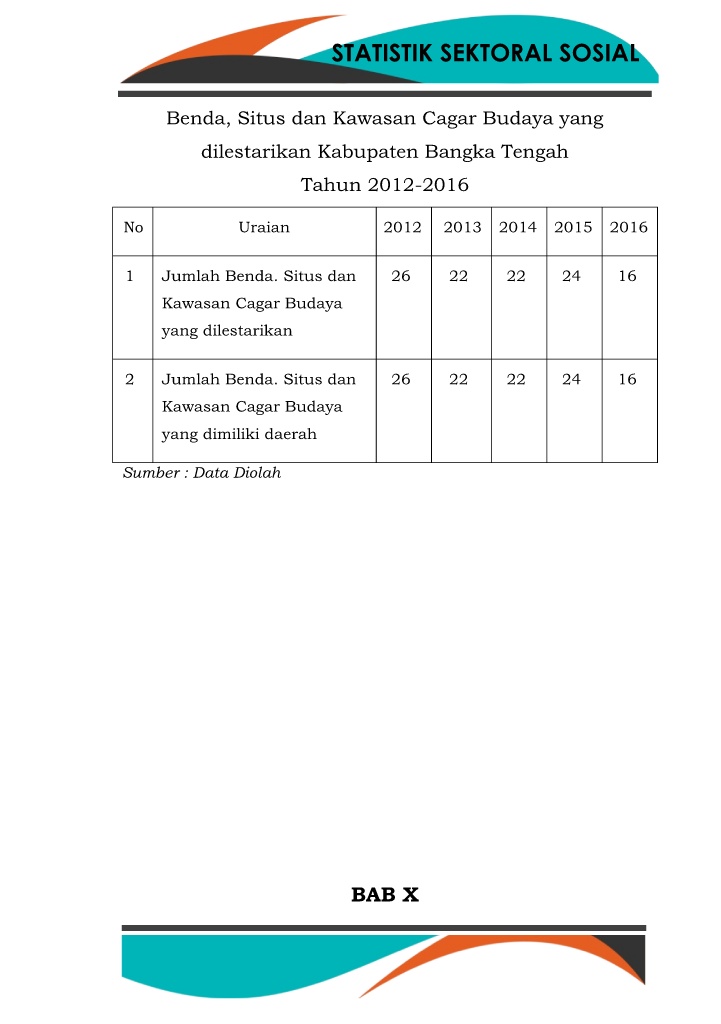 STATISTIK SEKTORAL SOSIAL
Benda, Situs dan Kawasan Cagar Budaya yang
dilestarikan Kabupaten Bangka Tengah
Tahun 2012-2016
No Uraian 2012 2013 2014 2015 2016
1 Jumlah Benda. Situs dan 26 22 22 24 16
Kawasan Cagar Budaya
yang dilestarikan
2 Jumlah Benda. Situs dan 26 22 22 24 16
Kawasan Cagar Budaya
yang dimiliki daerah
Sumber : Data Diolah
BAB X